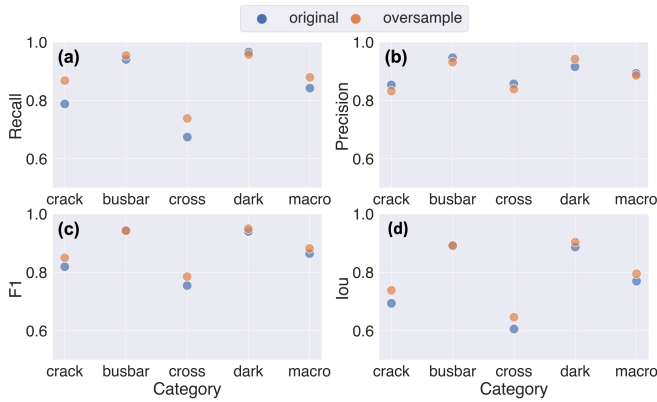 original oversample
(a)
1.0
0.8
0.6
Recall
crack busbar cross dark macro
(b)
1.0
0.8
0.6
Precision
crack busbar cross dark macro
(c)
1.0
0.8
0.6
F1
crack busbar cross dark macro
Category
(d)
1.0
0.8
0.6
Iou
crack busbar cross dark macro
Category